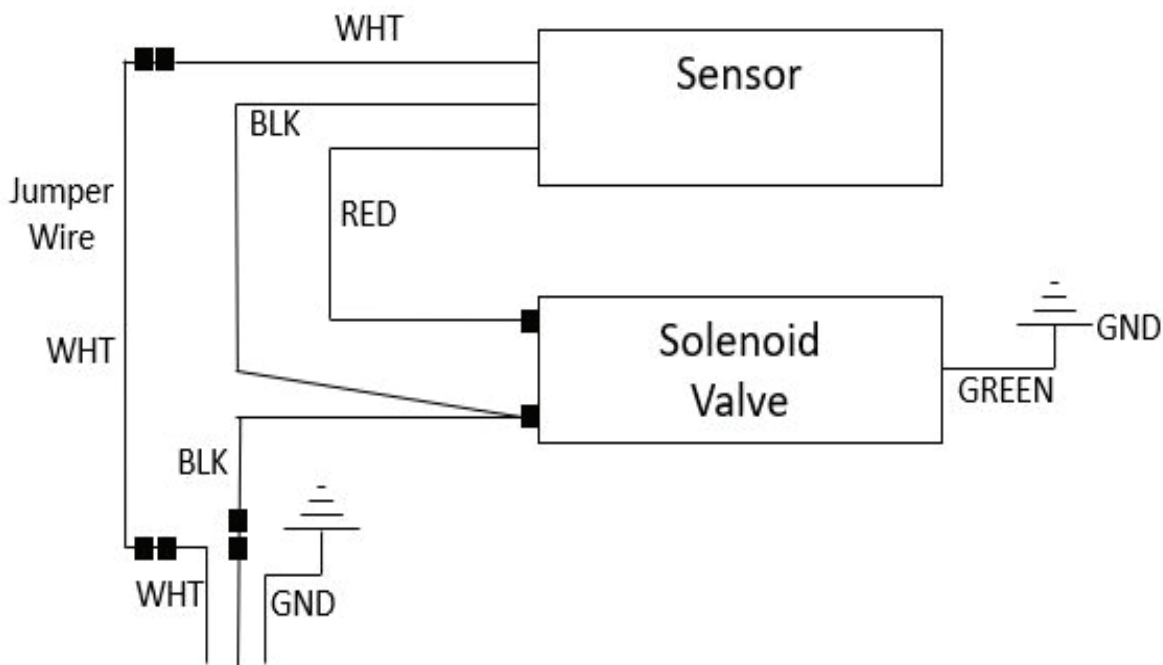 WHT
Sensor
BLK
Jumper
Wire
RED
WHT
Solenoid
Valve
GND
GREEN
BLK
WHT
GND